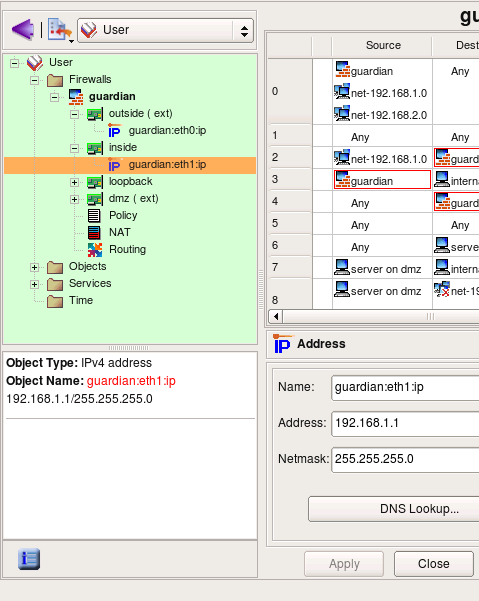 gu
User
User
Firewalls
guardian
outside ( ext)
guardian:eth0:ip
inside
guardian:eth1:ip
loopback
dmz ( ext)
Policy
NAT
Routing
Objects
Services
Time
Source Dest
0 guardian Any
net-192.168.1.0
net-192.168.2.0
1 Any Any
2 net-192.168.1.0 guard
3 guardian interna
4 Any guard
5 Any Any
6 Any serve
7 server on dmz interna
8 server on dmz net-19
Object Type: IPv4 address
Object Name: guardian:eth1:ip
192.168.1.1/255.255.255.0
IP Address
Name: guardian:eth1:ip
Address: 192.168.1.1
Netmask: 255.255.255.0
DNS Lookup...
Apply Close